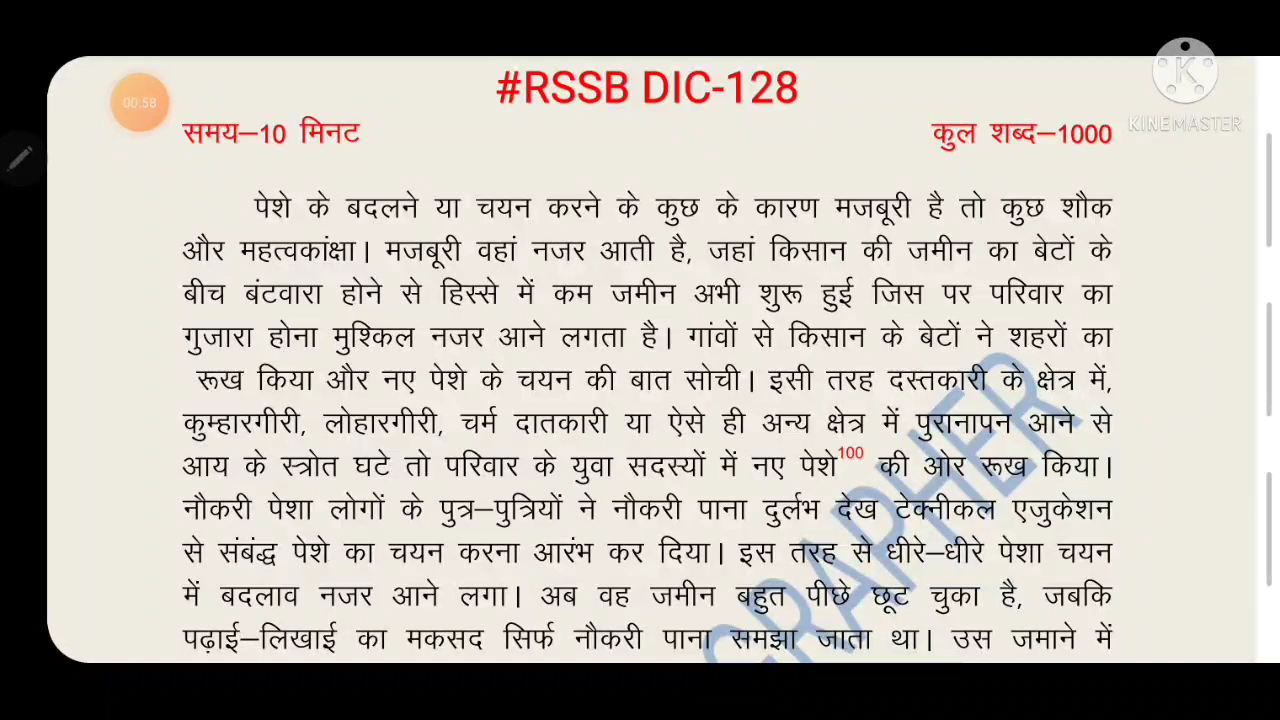 #RSSB DIC-128
00:58
KINEMASTER
समय–10 मिनट
कुल शब्द–1000
पेशे के बदलने या चयन करने के कुछ के कारण मजबूरी है तो कुछ शौक
और महत्वकांक्षा। मजबूरी वहां नजर आती है, जहां किसान की जमीन का बेटों के
बीच बंटवारा होने से हिस्से में कम जमीन अभी शुरू हुई जिस पर परिवार का
गुजारा होना मुश्किल नजर आने लगता है। गांवों से किसान के बेटों ने शहरों का
रूख किया और नए पेशे के चयन की बात सोची। इसी तरह दस्तकारी के क्षेत्र में,
कुम्हारगीरी, लोहारगीरी, चर्म दातकारी या ऐसे ही अन्य क्षेत्र में पुरानापन आने से
आय के स्त्रोत घटे तो परिवार के युवा सदस्यों में नए पेशे100 की ओर रूख किया।
नौकरी पेशा लोगों के पुत्र–पुत्रियों ने नौकरी पाना दुर्लभ देख टेक्नीकल एजुकेशन
से संबंद्ध पेशे का चयन करना आरंभ कर दिया। इस तरह से धीरे–धीरे पेशा चयन
में बदलाव नजर आने लगा। अब वह जमीन बहुत पीछे छूट चुका है, जबकि
पढ़ाई–लिखाई का मकसद सिर्फ नौकरी पाना समझा जाता था। उस जमाने में
GRAPHER